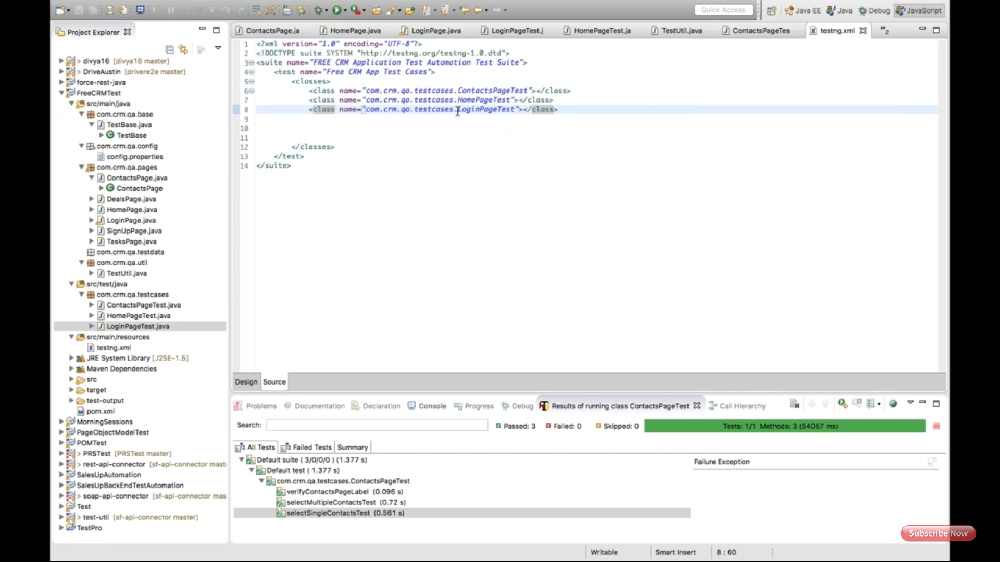 Quick Access
Java EE
Java
Debug
JavaScript
Project Explorer
divya16 [divya16 master]
DriveAustin [drivere2e master]
force-rest-java
FreeCRMTest
src/main/java
com.crm.qa.base
TestBase.java
TestBase
com.crm.qa.config
config.properties
com.crm.qa.pages
ContactsPage.java
ContactsPage
DealsPage.java
HomePage.java
LoginPage.java
SignUpPage.java
TasksPage.java
com.crm.qa.testdata
com.crm.qa.util
TestUtil.java
src/test/java
com.crm.qa.testcases
ContactsPageTest.java
HomePageTest.java
LoginPageTest.java
src/main/resources
testng.xml
JRE System Library [J2SE-1.5]
Maven Dependencies
src
target
test-output
pom.xml
MorningSessions
PageObjectModelTest
POMTest
> PRSTest [PRSTest master]
> rest-api-connector [sf-api-connector mast
SalesUpAutomation
SalesUpBackEndTestAutomation
> soap-api-connector [sf-api-connector mas
Test
> test-util [sf-api-connector master]
TestPro
ContactsPage.ja
HomePage.java
LoginPage.java
LoginPageTest.j
HomePageTest.ja
TestUtil.java
ContactsPageTes
testng.xml
»2
1 <?xml version="1.0" encoding="UTF-8"?>
2 <!DOCTYPE suite SYSTEM "http://testng.org/testng-1.0.dtd">
3 <suite name="FREE CRM Application Test Automation Test Suite">
4 <test name="Free CRM App Test Cases">
5 <classes>
6 <class name="com.crm.qa.testcases.ContactsPageTest"></class>
7 <class name="com.crm.qa.testcases.HomePageTest"></class>
8 <class name="com.crm.qa.testcases.LoginPageTest"></class>
9
10
11
12 </classes>
13 </test>
14 </suite>
Design
Source
Problems
Documentation
Declaration
Console
Progress
Debug
Results of running class ContactsPageTest
Call Hierarchy
Search:
Passed: 3
Failed: 0
Skipped: 0
Tests: 1/1 Methods: 3 (54057 ms)
All Tests
Failed Tests
Summary
Default suite ( 3/0/0/0 ) (1.377 s)
Default test ( 1.377 s)
com.crm.qa.testcases.ContactsPageTest
verifyContactsPageLabel (0.096 s)
selectMultipleContactsTest (0.72 s)
selectSingleContactsTest (0.561 s)
Failure Exception
Subscribe Now
Writable
Smart Insert
8 : 60